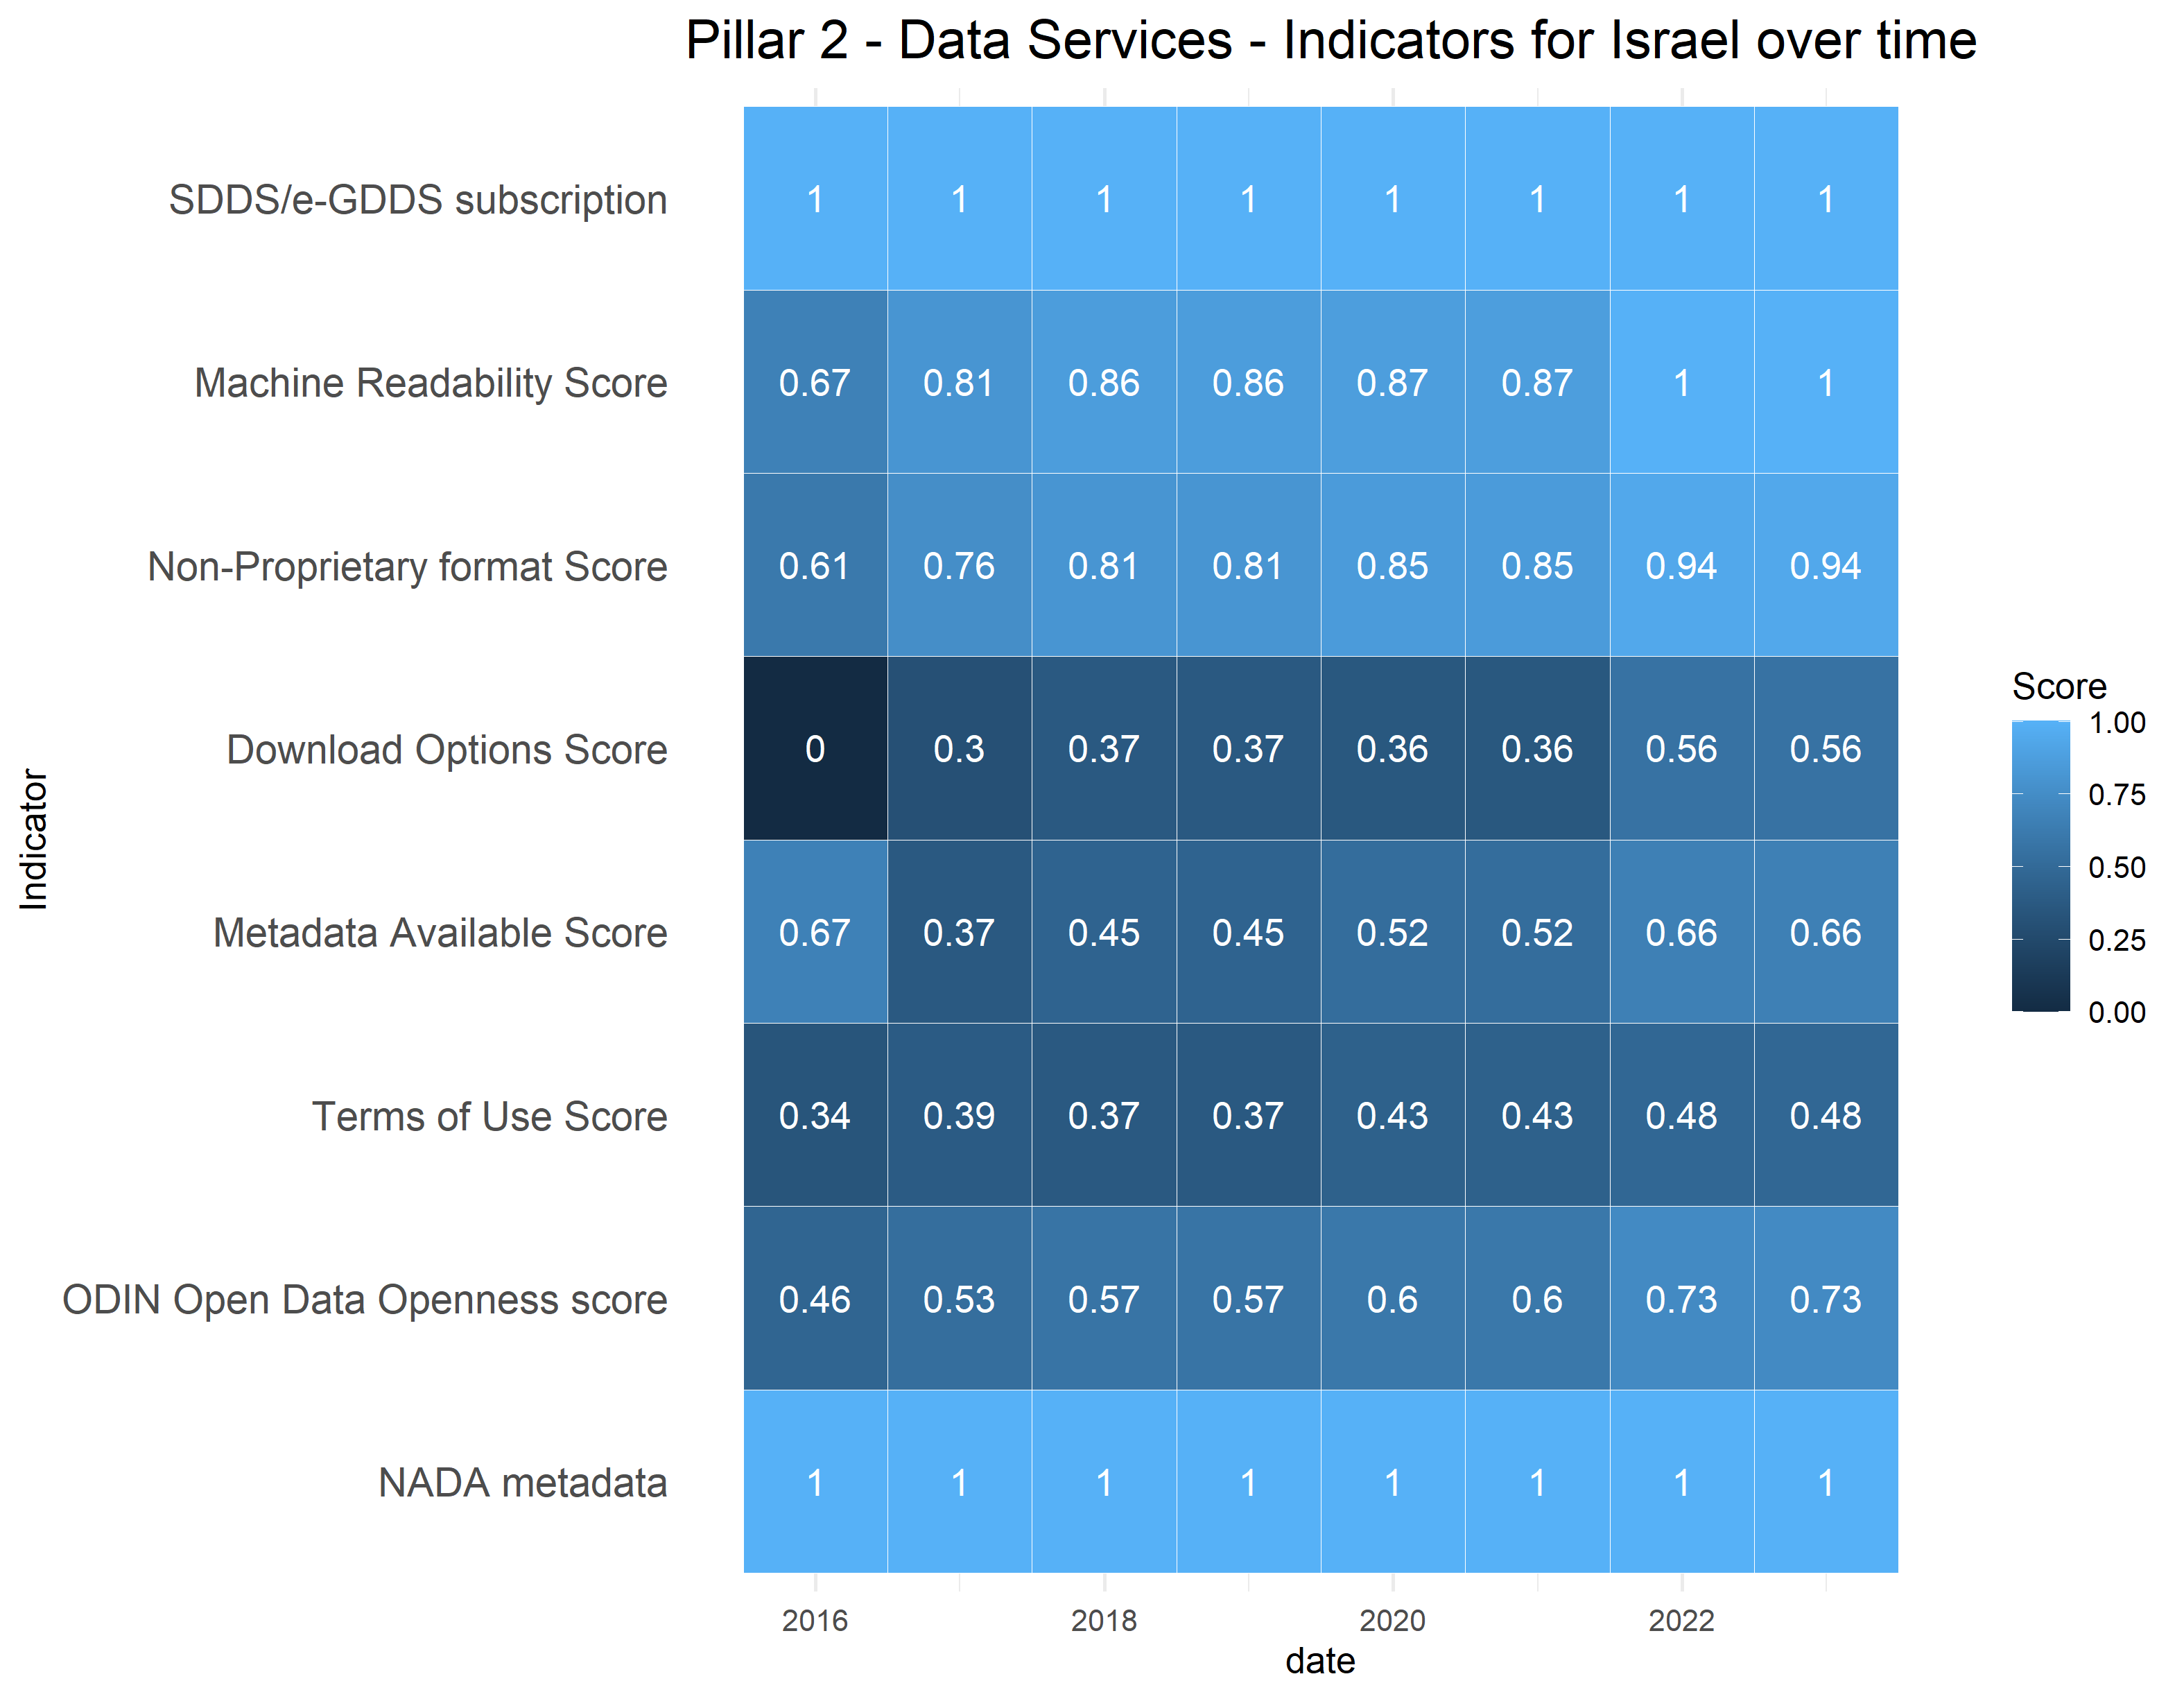 Pillar 2 - Data Services - Indicators for Israel over time
SDDS/e-GDDS subscription 1 1 1 1 1 1 1 1
Machine Readability Score 0.67 0.81 0.86 0.86 0.87 0.87 1 1
Non-Proprietary format Score 0.61 0.76 0.81 0.81 0.85 0.85 0.94 0.94
Download Options Score 0 0.3 0.37 0.37 0.36 0.36 0.56 0.56
Metadata Available Score 0.67 0.37 0.45 0.45 0.52 0.52 0.66 0.66
Terms of Use Score 0.34 0.39 0.37 0.37 0.43 0.43 0.48 0.48
ODIN Open Data Openness score 0.46 0.53 0.57 0.57 0.6 0.6 0.73 0.73
NADA metadata 1 1 1 1 1 1 1 1
2016 2018 2020 2022
date
Indicator
Score
1.00
0.75
0.50
0.25
0.00